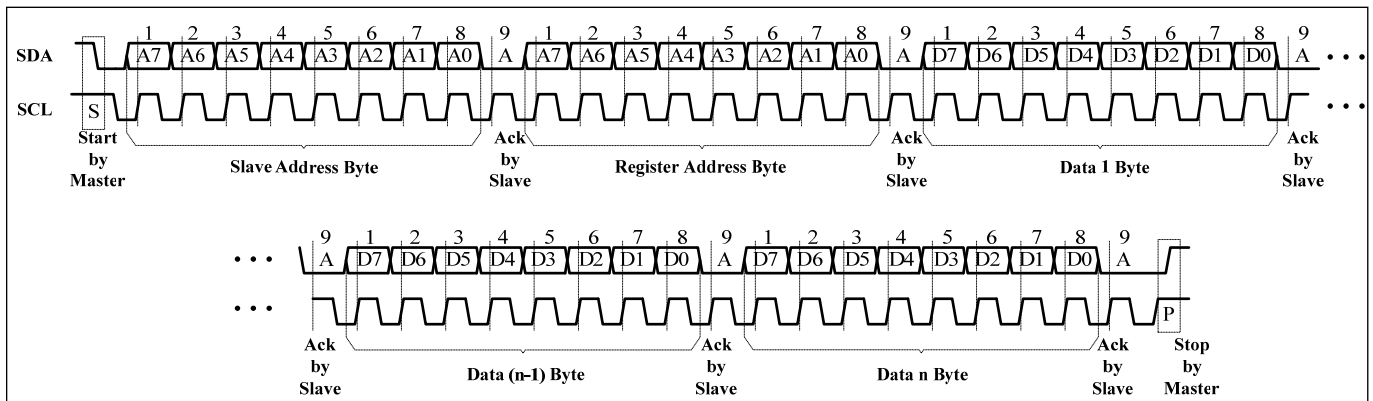 1 2 3 4 5 6 7 8 9 1 2 3 4 5 6 7 8 9 1 2 3 4 5 6 7 8 9
SDA A7 A6 A5 A4 A3 A2 A1 A0 A A7 A6 A5 A4 A3 A2 A1 A0 A D7 D6 D5 D4 D3 D2 D1 D0 A
SCL S
Start by Master
Slave Address Byte
Ack by Slave
Register Address Byte
Ack by Slave
Data 1 Byte
Ack by Slave
9 1 2 3 4 5 6 7 8 9 1 2 3 4 5 6 7 8 9
A D7 D6 D5 D4 D3 D2 D1 D0 A D7 D6 D5 D4 D3 D2 D1 D0 A
P
Ack by Slave
Data (n-1) Byte
Ack by Slave
Data n Byte
Ack by Slave
Stop by Master